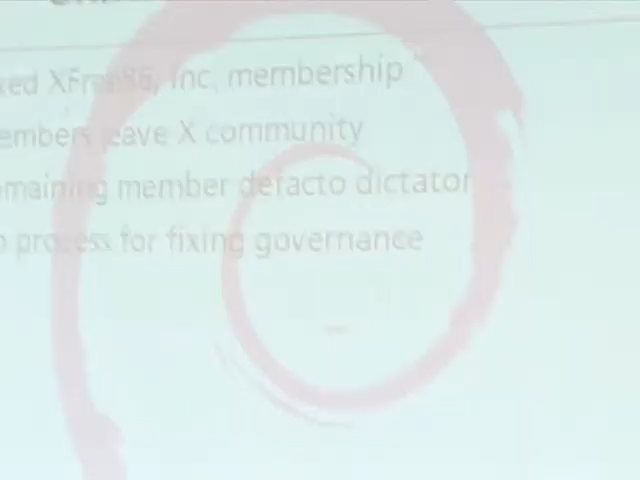 xed XFree86, Inc. membership
embers leave X community
maining member defacto dictator
process for fixing governance